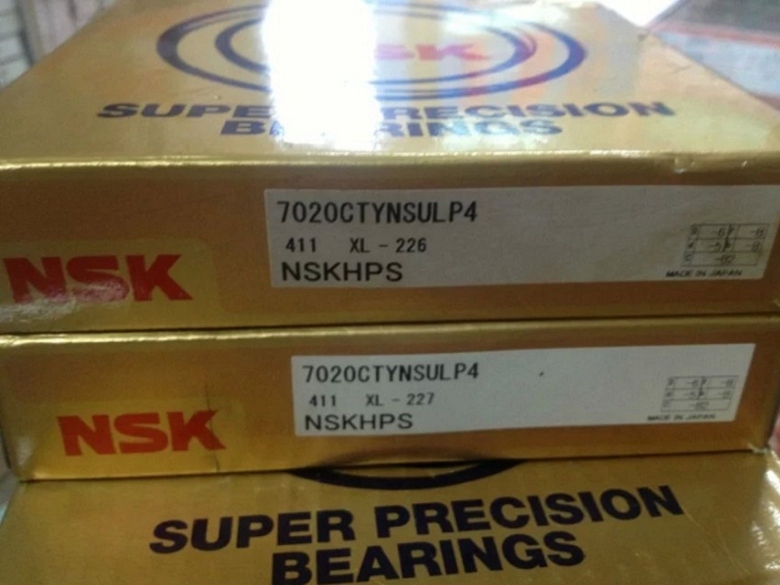 NSK
SUPER PRECISION
BEARINGS
7020CTYNSULP4
411 XL - 226
NSKHPS
MADE IN JAPAN
NSK
7020CTYNSULP4
411 XL - 227
NSKHPS
MADE IN JAPAN
NSK
SUPER PRECISION
BEARINGS